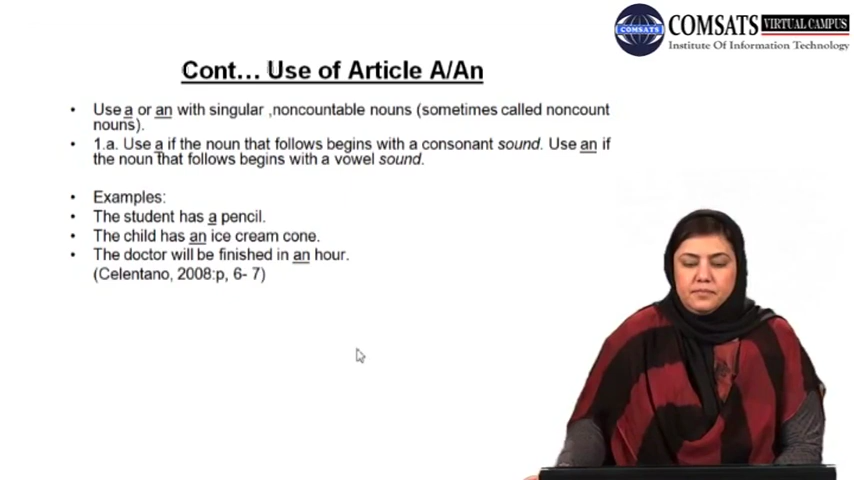 COMSATS VIRTUAL CAMPUS
COMSATS
Institute Of Information Technology
Cont… Use of Article A/An
• Use a or an with singular ,noncountable nouns (sometimes called noncount
nouns).
• 1.a. Use a if the noun that follows begins with a consonant sound. Use an if
the noun that follows begins with a vowel sound.
• Examples:
• The student has a pencil.
• The child has an ice cream cone.
• The doctor will be finished in an hour.
(Celentano, 2008:p, 6- 7)